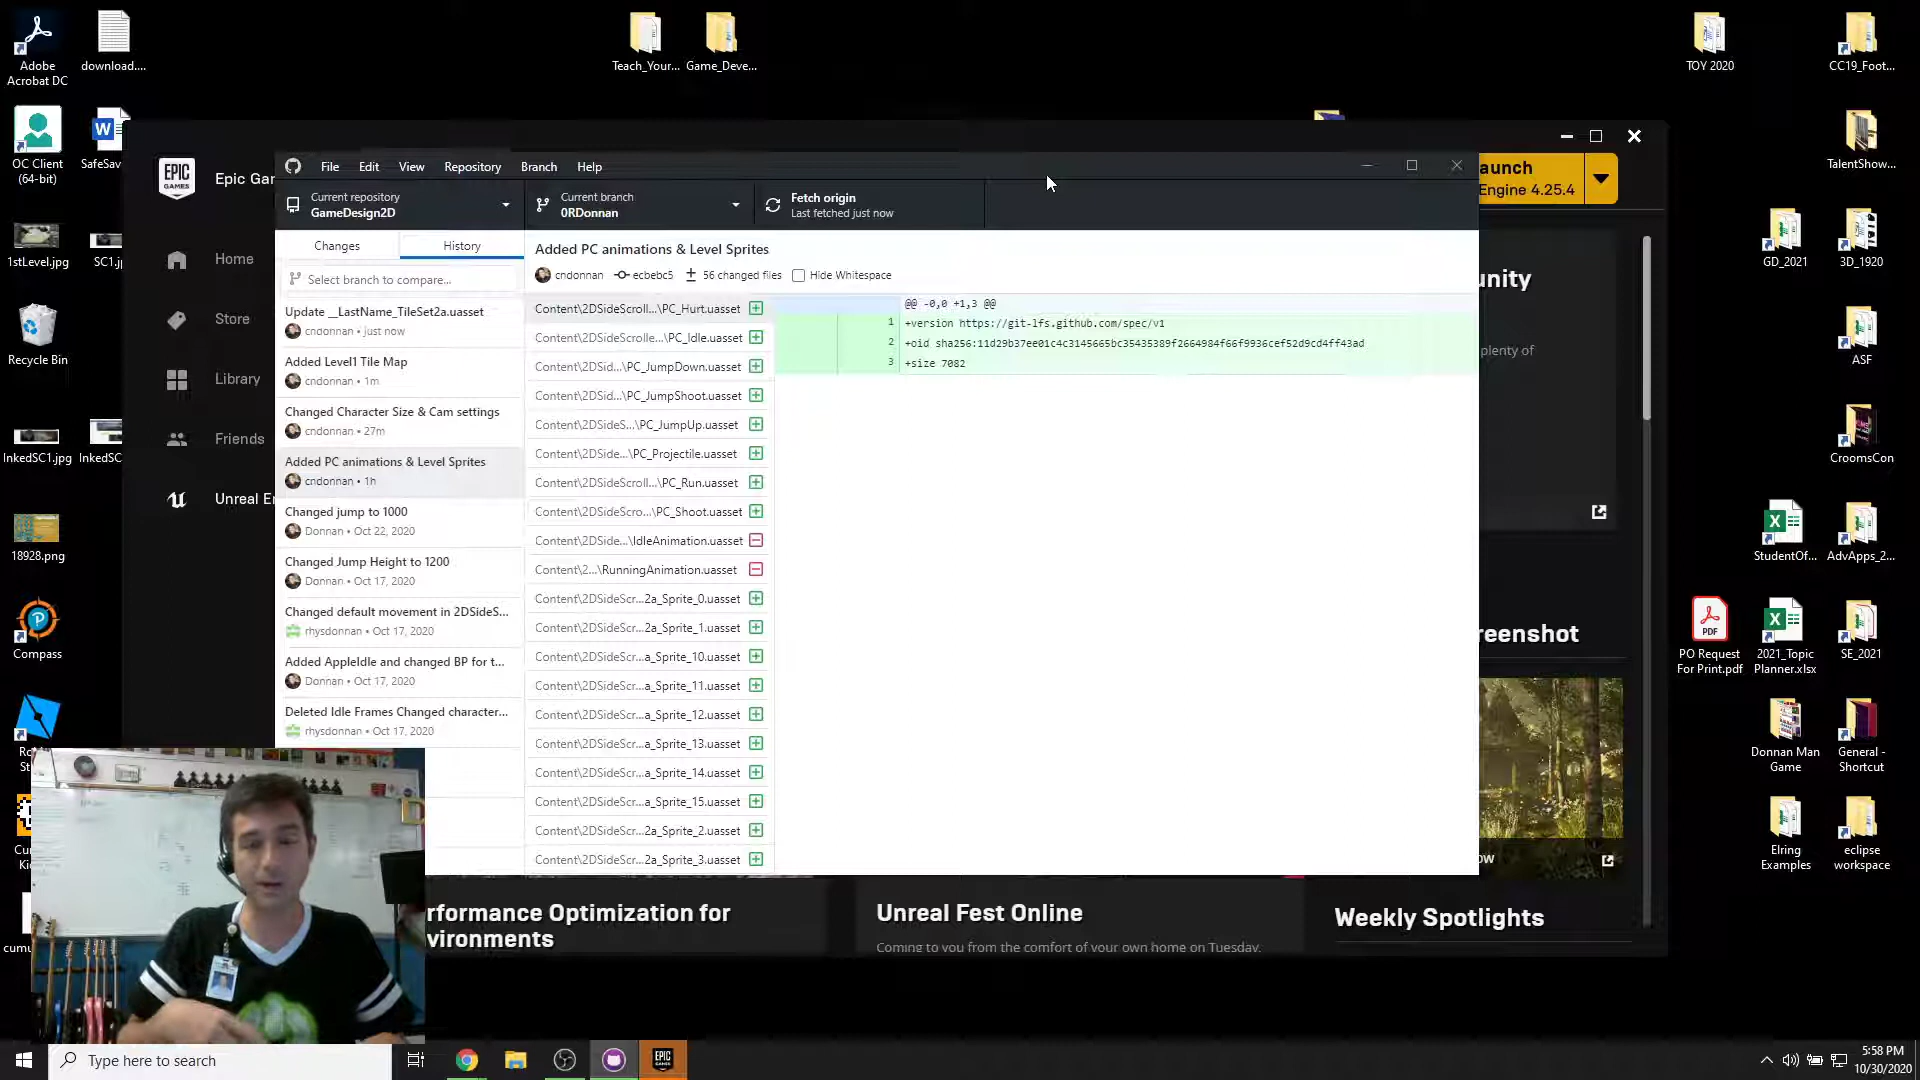 Adobe
Acrobat DC
download....
Teach_Your...
Game_Deve...
TOY 2020
CC19_Foot...
OC Client
(64-bit)
SafeSav
TalentShow...
EPIC
GAMES
Epic Gar
File
Edit
View
Repository
Branch
Help
aunch
Engine 4.25.4
Current repository
GameDesign2D
Current branch
0RDonnan
Fetch origin
Last fetched just now
1stLevel.jpg
SC1.j
GD_2021
3D_1920
Home
Store
Library
Friends
Unreal En
Changes
History
Select branch to compare...
Update __LastName_TileSet2a.uasset
cndonnan • just now
Added Level1 Tile Map
cndonnan • 1m
Changed Character Size & Cam settings
cndonnan • 27m
Added PC animations & Level Sprites
cndonnan • 1h
Changed jump to 1000
Donnan • Oct 22, 2020
Changed Jump Height to 1200
Donnan • Oct 17, 2020
Changed default movement in 2DSideS...
rhysdonnan • Oct 17, 2020
Added AppleIdle and changed BP for t...
Donnan • Oct 17, 2020
Deleted Idle Frames Changed character...
rhysdonnan • Oct 17, 2020
Added PC animations & Level Sprites
cndonnan
ecbebc5
56 changed files
Hide Whitespace
Content\2DSideScroll...\PC_Hurt.uasset
Content\2DSideScrolle...\PC_Idle.uasset
Content\2DSid...\PC_JumpDown.uasset
Content\2DSid...\PC_JumpShoot.uasset
Content\2DSideS...\PC_JumpUp.uasset
Content\2DSide...\PC_Projectile.uasset
Content\2DSideScroll...\PC_Run.uasset
Content\2DSideScro...\PC_Shoot.uasset
Content\2DSide...\IdleAnimation.uasset
Content\2...\RunningAnimation.uasset
Content\2DSideScr...2a_Sprite_0.uasset
Content\2DSideScr...2a_Sprite_1.uasset
Content\2DSideScr...a_Sprite_10.uasset
Content\2DSideScr...a_Sprite_11.uasset
Content\2DSideScr...a_Sprite_12.uasset
Content\2DSideScr...a_Sprite_13.uasset
Content\2DSideScr...a_Sprite_14.uasset
Content\2DSideScr...a_Sprite_15.uasset
Content\2DSideScr...2a_Sprite_2.uasset
Content\2DSideScr...2a_Sprite_3.uasset
@@ -0,0 +1,3 @@
1 +version https://git-lfs.github.com/spec/v1
2 +oid sha256:11d29b37ee01c4c3145665bc35435389f2664984f66f9936cef52d9cd4ff43ad
3 +size 7082
unity
plenty of
reenshot
ow
Recycle Bin
ASF
InkedSC1.jpg
InkedSC
CroomsCon
18928.png
StudentOf...
AdvApps_2...
Compass
PDF
PO Request
For Print.pdf
2021_Topic
Planner.xlsx
SE_2021
Donnan Man
Game
General -
Shortcut
Elring
Examples
eclipse
workspace
rformance Optimization for
vironments
Unreal Fest Online
Coming to you from the comfort of your own home on Tuesday,
Weekly Spotlights
Type here to search
EPIC
GAMES
5:58 PM
10/30/2020